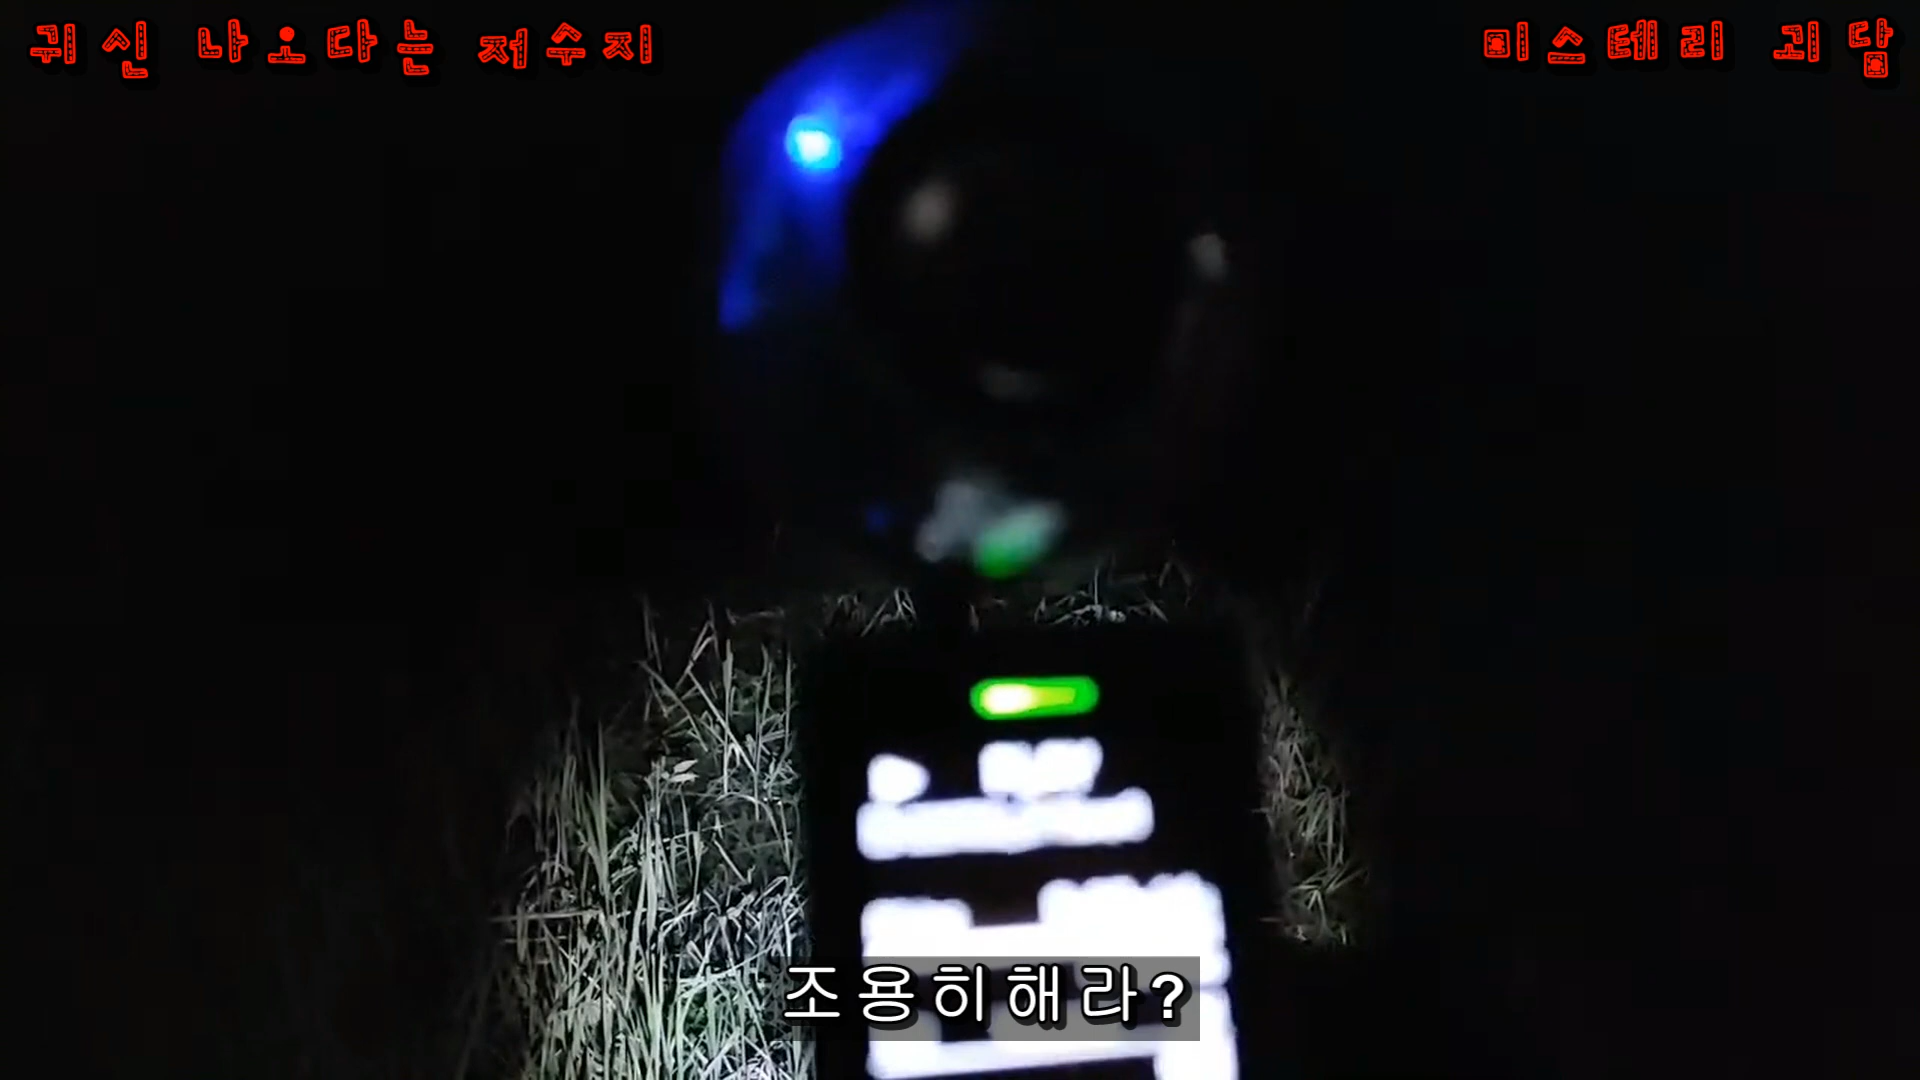 귀신 나오다는 저수지
미스테리 괴담
조용히해라?